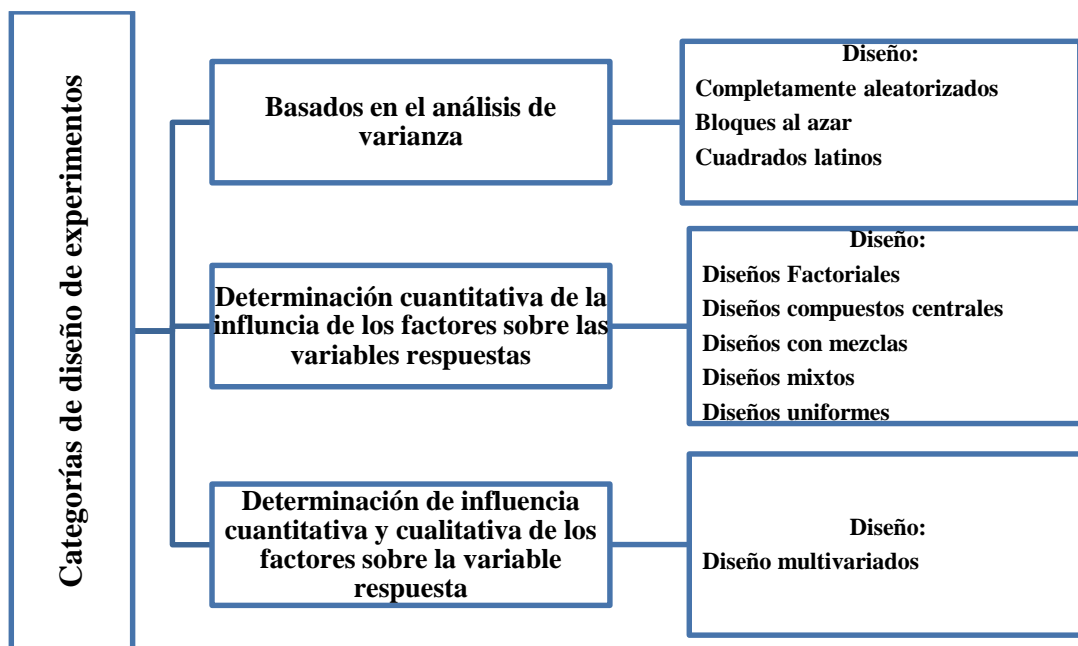 Categorías de diseño de experimentos
Basados en el análisis de
varianza
Diseño:
Completamente aleatorizados
Bloques al azar
Cuadrados latinos
Determinación cuantitativa de la
influncia de los factores sobre las
variables respuestas
Diseño:
Diseños Factoriales
Diseños compuestos centrales
Diseños con mezclas
Diseños mixtos
Diseños uniformes
Determinación de influencia
cuantitativa y cualitativa de los
factores sobre la variable
respuesta
Diseño:
Diseño multivariados